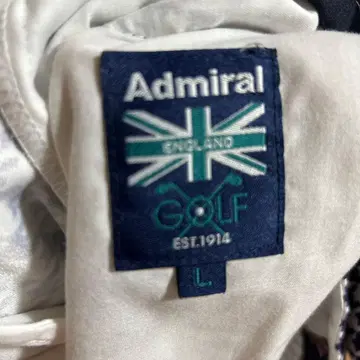 Admiral
ENGLAND
GOLF
EST.1914
L